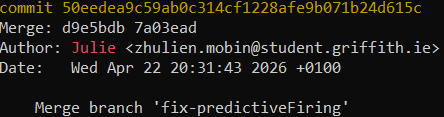 commit 50eedea9c59ab0c314cf1228afe9b071b24d615c
Merge: d9e5bdb 7a03ead
Author: Julie <zhulien.mobin@student.griffith.ie>
Date:   Wed Apr 22 20:31:43 2026 +0100
    Merge branch 'fix-predictiveFiring'